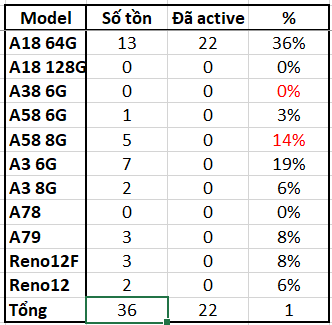 Model Số tồn Đã active %
A18 64G 13 22 36%
A18 128G 0 0 0%
A38 6G 0 0 0%
A58 6G 1 0 3%
A58 8G 5 0 14%
A3 6G 7 0 19%
A3 8G 2 0 6%
A78 0 0 0%
A79 3 0 8%
Reno12F 3 0 8%
Reno12 2 0 6%
Tổng 36 22 1